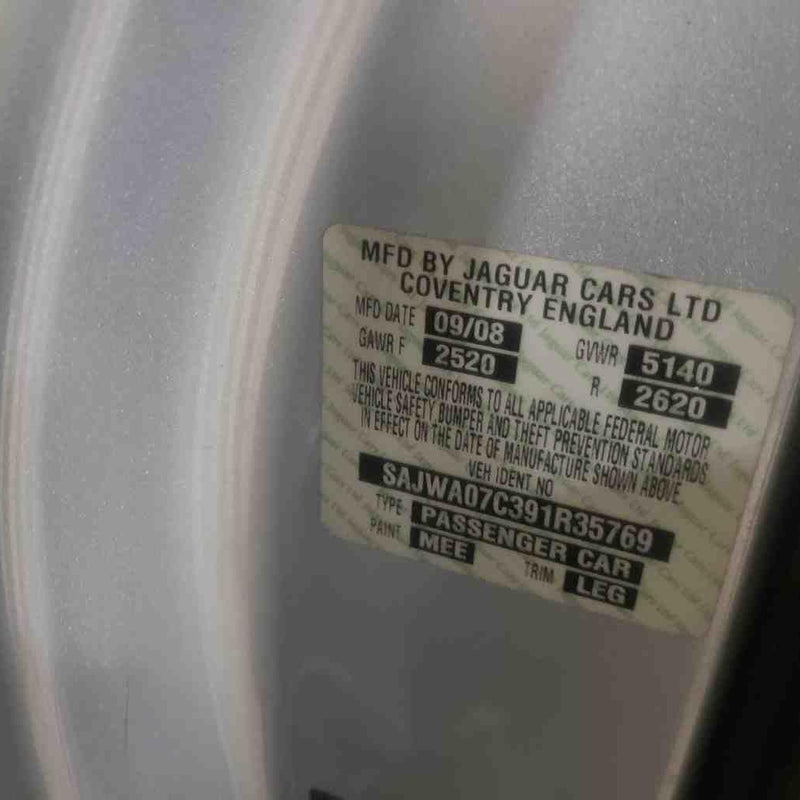 MFD BY JAGUAR CARS LTD
COVENTRY ENGLAND
MFD DATE 09/08 GVWR 5140
GAWR F 2520 R 2620
THIS VEHICLE CONFORMS TO ALL APPLICABLE FEDERAL MOTOR
VEHICLE SAFETY BUMPER AND THEFT PREVENTION STANDARDS
IN EFFECT ON THE DATE OF MANUFACTURE SHOWN ABOVE
VEH IDENT NO
SAJWA07C391R35769
TYPE PASSENGER CAR
PAINT MEE TRIM LEG